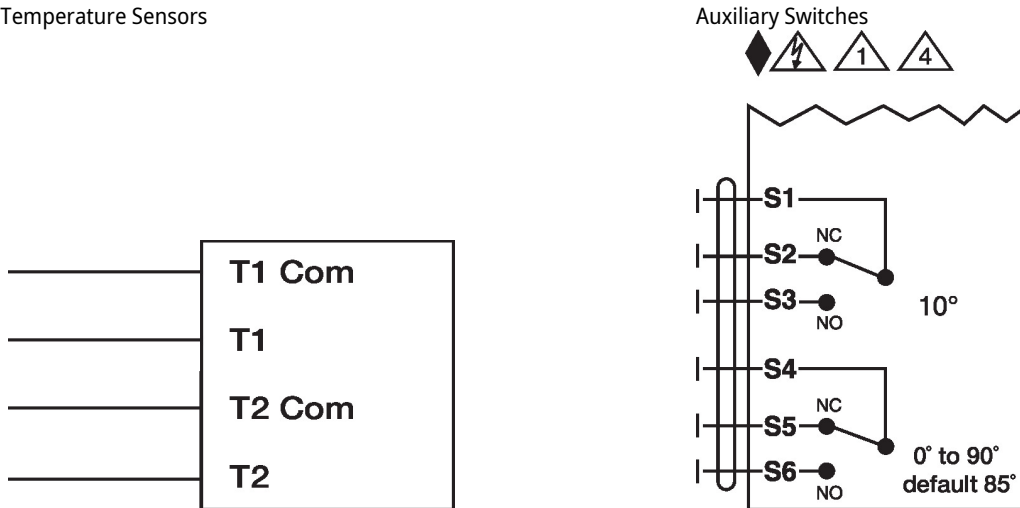 Temperature Sensors
T1 Com
T1
T2 Com
T2
Auxiliary Switches
1 4
S1
NC
S2
S3
NO
10°
S4
NC
S5
S6
NO
0° to 90°
default 85°